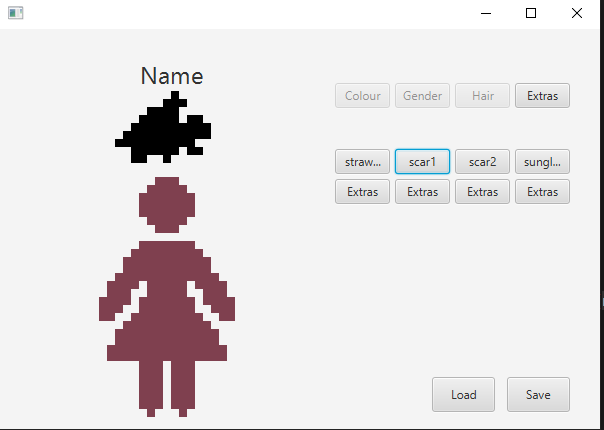 Name
Colour Gender Hair Extras
straw... scar1 scar2 sungl...
Extras Extras Extras Extras
Load Save